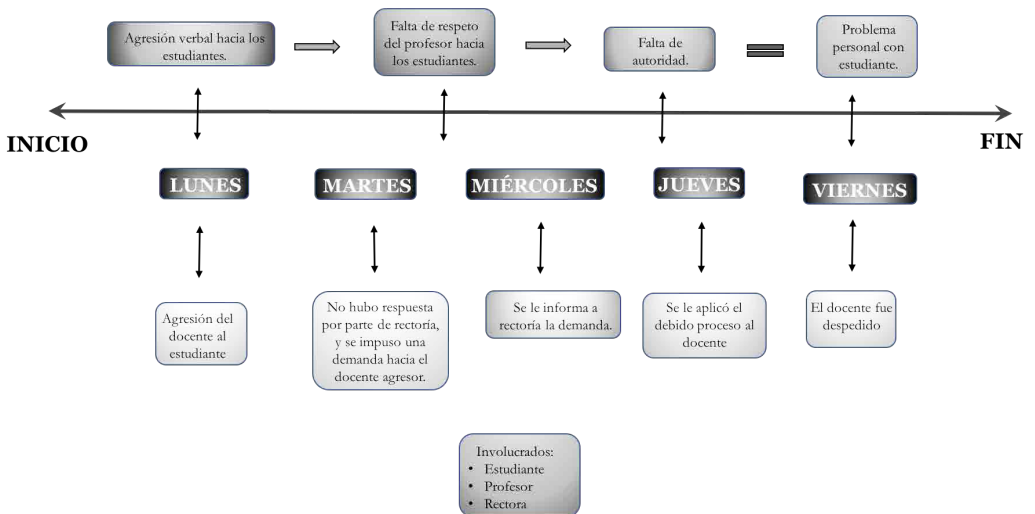 Agresión verbal hacia los
estudiantes.
Falta de respeto
del profesor hacia
los estudiantes.
Falta de
autoridad.
Problema
personal con
estudiante.
INICIO
FIN
LUNES
MARTES
MIÉRCOLES
JUEVES
VIERNES
Agresión del
docente al
estudiante
No hubo respuesta
por parte de rectoría,
y se impuso una
demanda hacia el
docente agresor.
Se le informa a
rectoría la demanda.
Se le aplicó el
debido proceso al
docente
El docente fue
despedido
Involucrados:
• Estudiante
• Profesor
• Rectora